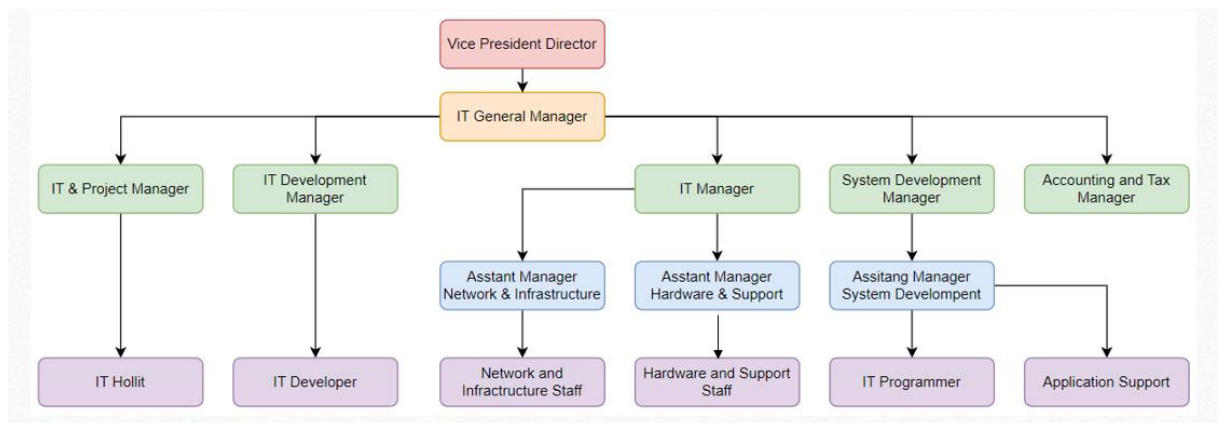 Vice President Director
IT General Manager
IT & Project Manager
IT Development
Manager
IT Manager
System Development
Manager
Accounting and Tax
Manager
Asstant Manager
Network & Infrastructure
Asstant Manager
Hardware & Support
Assitang Manager
System Develompent
IT Hollit
IT Developer
Network and
Infrastructure Staff
Hardware and Support
Staff
IT Programmer
Application Support